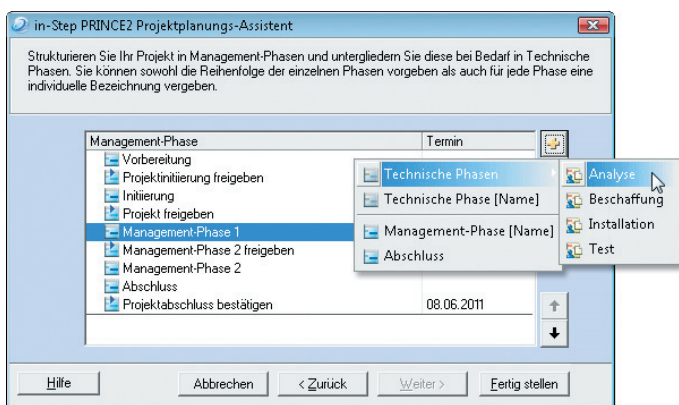 in-Step PRINCE2 Projektplanungs-Assistent
Strukturieren Sie Ihr Projekt in Management-Phasen und untergliedern Sie diese bei Bedarf in Technische
Phasen. Sie können sowohl die Reihenfolge der einzelnen Phasen vorgeben als auch für jede Phase eine
individuelle Bezeichnung vergeben.
Management-Phase Termin
Vorbereitung
Projektinitiierung freigeben
Initiierung
Projekt freigeben
Management-Phase 1
Management-Phase 2 freigeben
Management-Phase 2
Abschluss
Projektabschluss bestätigen 08.06.2011
Technische Phasen
Technische Phase [Name]
Management-Phase [Name]
Abschluss
Analyse
Beschaffung
Installation
Test
Hilfe Abbrechen < Zurück Weiter > Fertig stellen